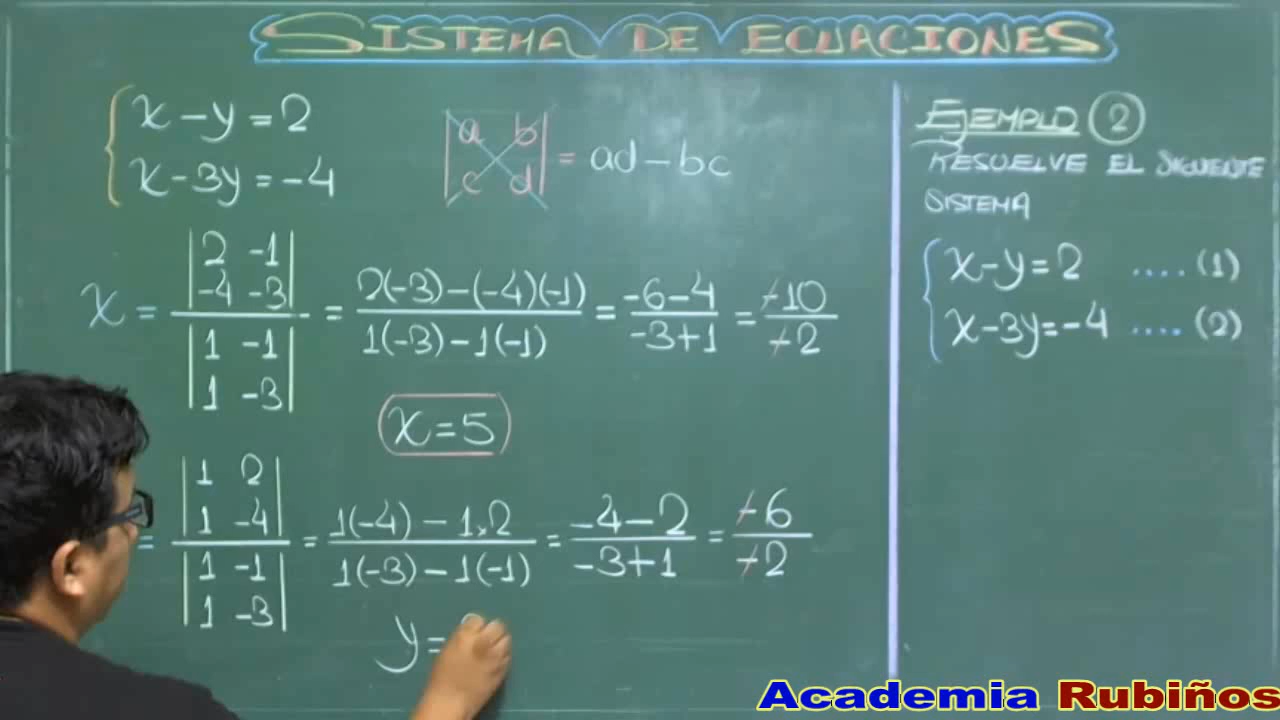 SISTEMA DE ECUACIONES
x - y = 2
x - 3y = -4
|a b|
|c d| = ad - bc
x = |2 -1| / |1 -1| = 2(-3)-(-4)(-1) / 1(-3)-1(-1) = -6-4 / -3+1 = -10 / -2
|-4 -3| / |1 -3|
x = 5
= |1 2| / |1 -1| = 1(-4) - 1x2 / 1(-3) - 1(-1) = -4-2 / -3+1 = -6 / -2
|1 -4| / |1 -3|
y =
EJEMPLO 2
RESUELVE EL SIGUIENTE
SISTEMA
x - y = 2 .... (1)
x - 3y = -4 .... (2)
Academia Rubiños